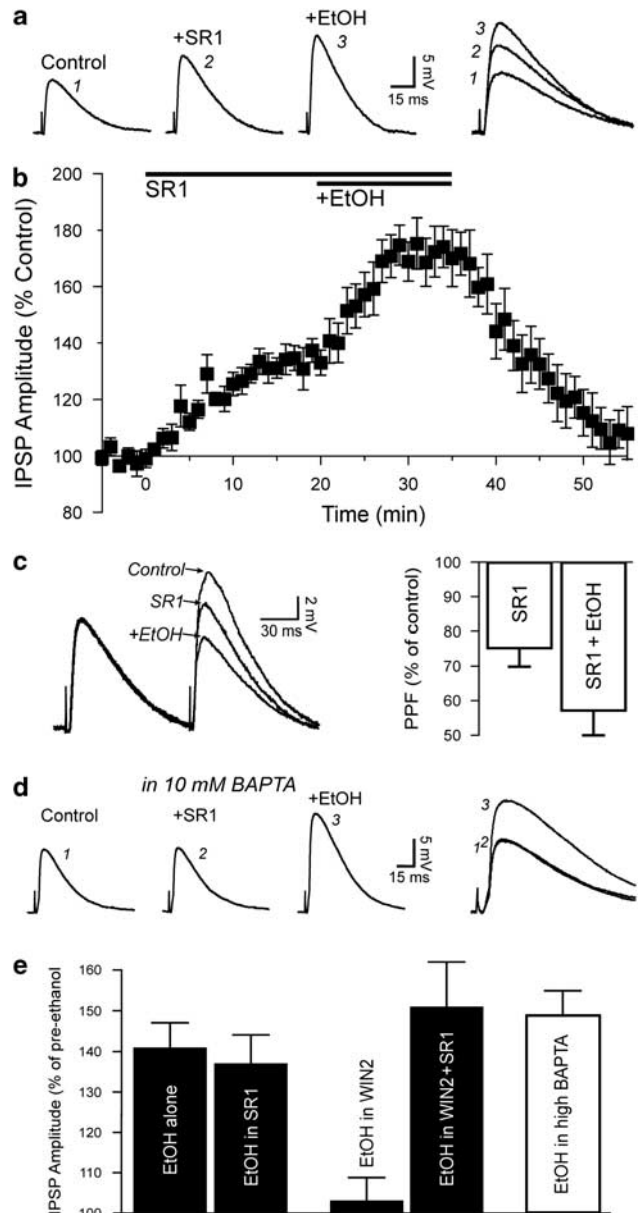 a
Control
1
+SR1
2
+EtOH
3
5 mV
15 ms
3
2
1
b
IPSP Amplitude (% Control)
200
180
160
140
120
100
80
SR1
+EtOH
0 10 20 30 40 50
Time (min)
c
Control
SR1
+EtOH
2 mV
30 ms
PPF (% of control)
100
90
80
70
60
50
SR1
SR1 + EtOH
d
in 10 mM BAPTA
Control
1
+SR1
2
+EtOH
3
5 mV
15 ms
3
1 2
e
IPSP Amplitude (% of pre-ethanol
160
150
140
130
120
110
100
EtOH alone
EtOH in SR1
EtOH in WIN2
EtOH in WIN2+SR1
EtOH in high BAPTA